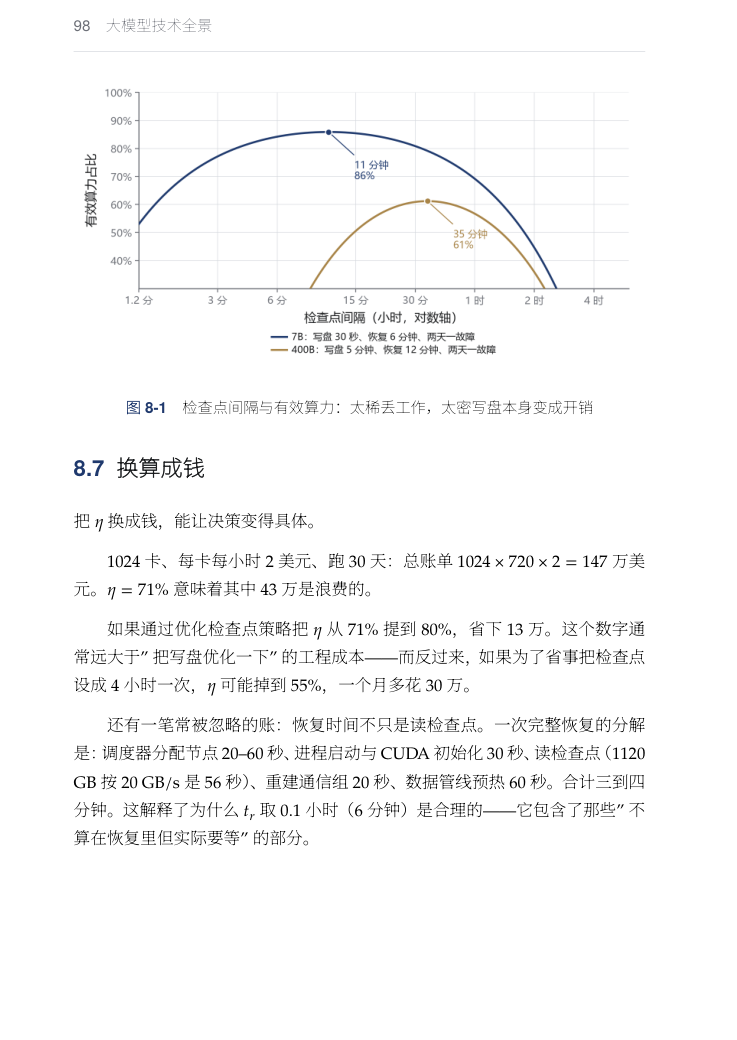 98 大模型技术全景
100%
90%
80%
70%
60%
50%
40%
有效算力占比
11 分钟
86%
35 分钟
61%
1.2 分 3 分 6 分 15 分 30 分 1 时 2 时 4 时
检查点间隔（小时，对数轴）
7B：写盘 30 秒、恢复 6 分钟、两天一故障
400B：写盘 5 分钟、恢复 12 分钟、两天一故障
图 8-1 检查点间隔与有效算力：太稀丢工作，太密写盘本身变成开销
8.7 换算成钱
把 η 换成钱，能让决策变得具体。
1024 卡、每卡每小时 2 美元、跑 30 天：总账单 1024 × 720 × 2 = 147 万美
元。η = 71% 意味着其中 43 万是浪费的。
如果通过优化检查点策略把 η 从 71% 提到 80%，省下 13 万。这个数字通
常远大于” 把写盘优化一下” 的工程成本——而反过来，如果为了省事把检查点
设成 4 小时一次，η 可能掉到 55%，一个月多花 30 万。
还有一笔常被忽略的账：恢复时间不只是读检查点。一次完整恢复的分解
是：调度器分配节点 20–60 秒、进程启动与 CUDA 初始化 30 秒、读检查点（1120
GB 按 20 GB/s 是 56 秒）、重建通信组 20 秒、数据管线预热 60 秒。合计三到四
分钟。这解释了为什么 tr 取 0.1 小时（6 分钟）是合理的——它包含了那些” 不
算在恢复里但实际要等” 的部分。